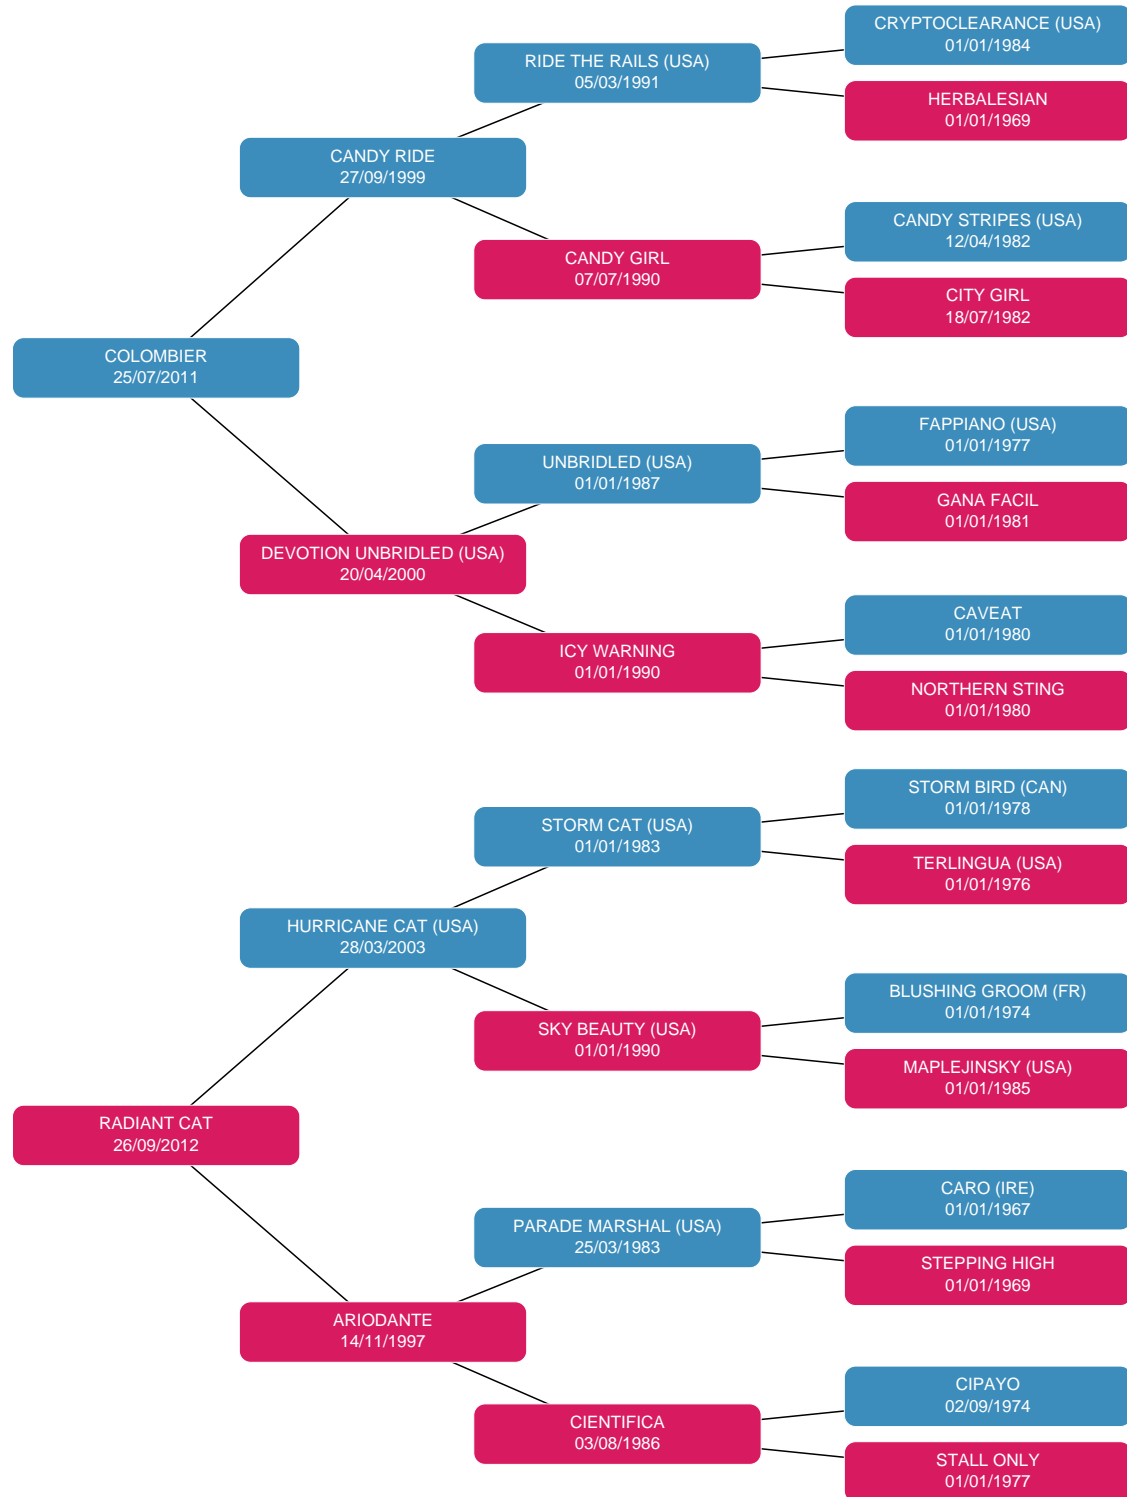 CRYPTOCLEARANCE (USA)
01/01/1984
RIDE THE RAILS (USA)
05/03/1991
HERBALESIAN
01/01/1969
CANDY RIDE
27/09/1999
CANDY STRIPES (USA)
12/04/1982
CANDY GIRL
07/07/1990
CITY GIRL
18/07/1982
COLOMBIER
25/07/2011
FAPPIANO (USA)
01/01/1977
UNBRIDLED (USA)
01/01/1987
GANA FACIL
01/01/1981
DEVOTION UNBRIDLED (USA)
20/04/2000
CAVEAT
01/01/1980
ICY WARNING
01/01/1990
NORTHERN STING
01/01/1980
STORM BIRD (CAN)
01/01/1978
STORM CAT (USA)
01/01/1983
TERLINGUA (USA)
01/01/1976
HURRICANE CAT (USA)
28/03/2003
BLUSHING GROOM (FR)
01/01/1974
SKY BEAUTY (USA)
01/01/1990
MAPLEJINSKY (USA)
01/01/1985
RADIANT CAT
26/09/2012
CARO (IRE)
01/01/1967
PARADE MARSHAL (USA)
25/03/1983
STEPPING HIGH
01/01/1969
ARIODANTE
14/11/1997
CIPAYO
02/09/1974
CIENTIFICA
03/08/1986
STALL ONLY
01/01/1977